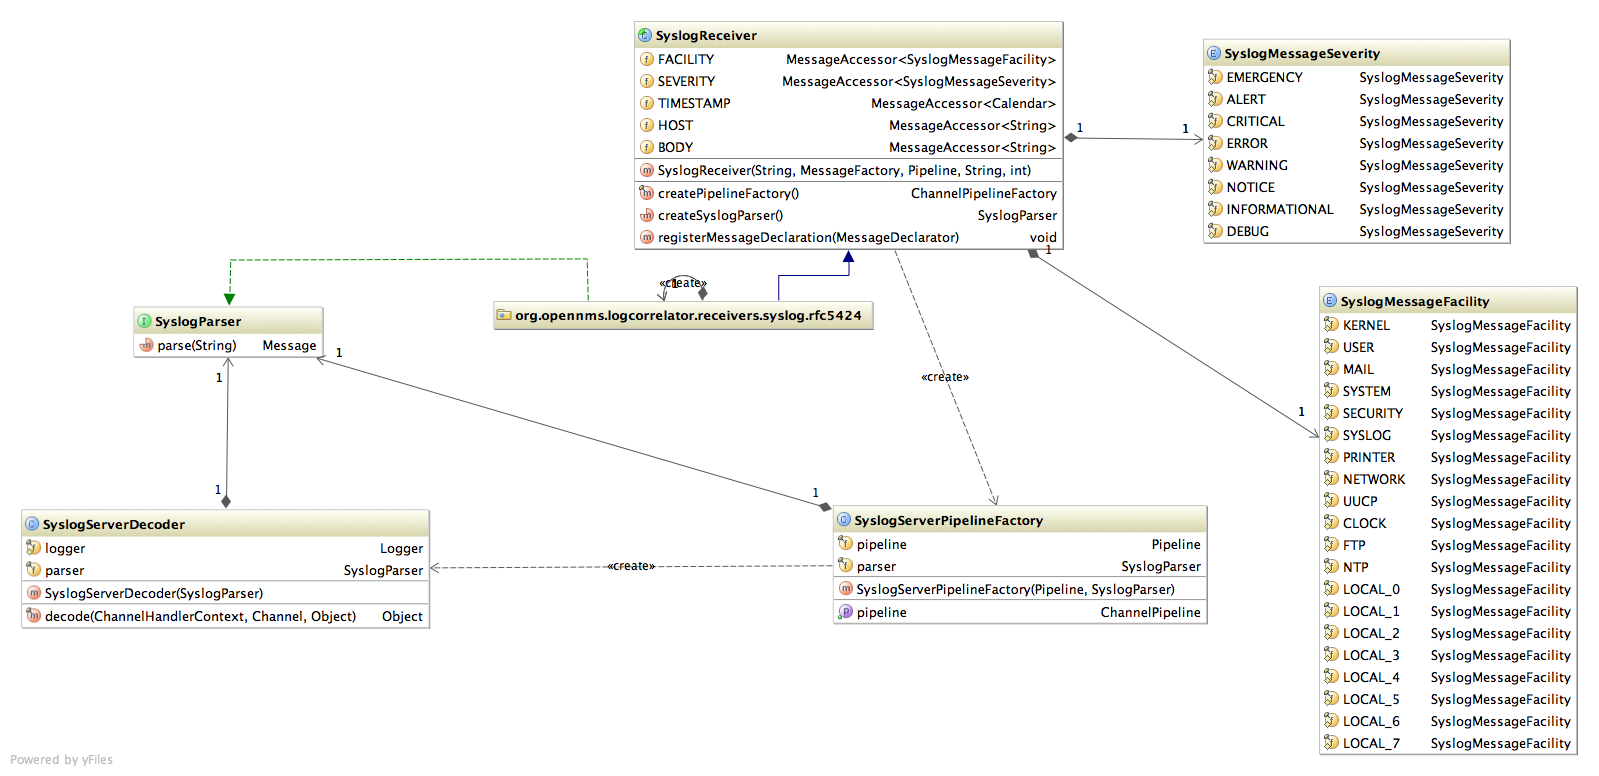 SyslogReceiver
FACILITY MessageAccessor<SyslogMessageFacility>
SEVERITY MessageAccessor<SyslogMessageSeverity>
TIMESTAMP MessageAccessor<Calendar>
HOST MessageAccessor<String>
BODY MessageAccessor<String>
SyslogReceiver(String, MessageFactory, Pipeline, String, int)
createPipelineFactory() ChannelPipelineFactory
createSyslogParser() SyslogParser
registerMessageDeclaration(MessageDeclarator) void
1 1
SyslogMessageSeverity
EMERGENCY SyslogMessageSeverity
ALERT SyslogMessageSeverity
CRITICAL SyslogMessageSeverity
ERROR SyslogMessageSeverity
WARNING SyslogMessageSeverity
NOTICE SyslogMessageSeverity
INFORMATIONAL SyslogMessageSeverity
DEBUG SyslogMessageSeverity
1
«create»
1
org.opennms.logcorrelator.receivers.syslog.rfc5424
SyslogParser
parse(String) Message
1
1
«create»
1
SyslogMessageFacility
KERNEL SyslogMessageFacility
USER SyslogMessageFacility
MAIL SyslogMessageFacility
SYSTEM SyslogMessageFacility
SECURITY SyslogMessageFacility
SYSLOG SyslogMessageFacility
PRINTER SyslogMessageFacility
NETWORK SyslogMessageFacility
UUCP SyslogMessageFacility
CLOCK SyslogMessageFacility
FTP SyslogMessageFacility
NTP SyslogMessageFacility
LOCAL_0 SyslogMessageFacility
LOCAL_1 SyslogMessageFacility
LOCAL_2 SyslogMessageFacility
LOCAL_3 SyslogMessageFacility
LOCAL_4 SyslogMessageFacility
LOCAL_5 SyslogMessageFacility
LOCAL_6 SyslogMessageFacility
LOCAL_7 SyslogMessageFacility
1
1
SyslogServerDecoder
logger Logger
parser SyslogParser
SyslogServerDecoder(SyslogParser)
decode(ChannelHandlerContext, Channel, Object) Object
«create»
SyslogServerPipelineFactory
pipeline Pipeline
parser SyslogParser
SyslogServerPipelineFactory(Pipeline, SyslogParser)
pipeline ChannelPipeline
Powered by yFiles